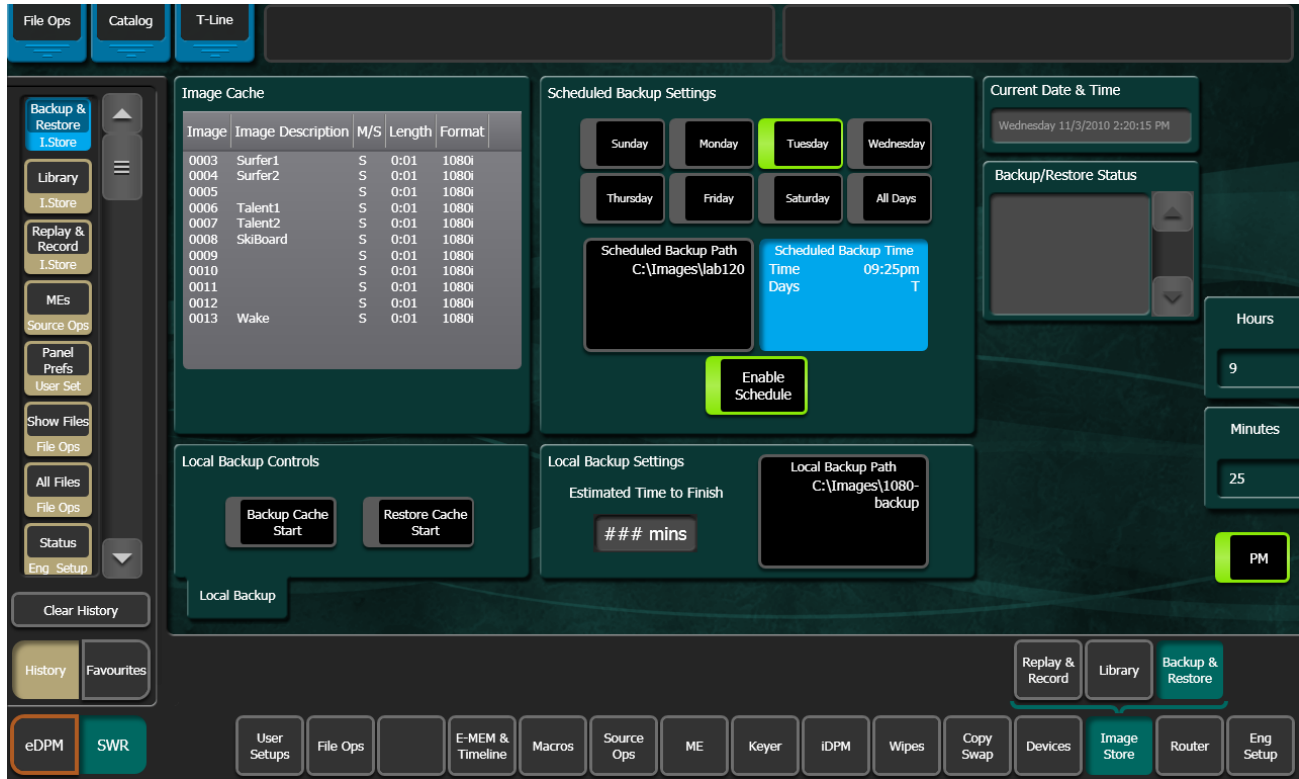 File Ops
Catalog
T-Line
Backup &
Restore
I.Store
Library
I.Store
Replay &
Record
I.Store
MEs
Source Ops
Panel
Prefs
User Set
Show Files
File Ops
All Files
File Ops
Status
Eng Setup
Clear History
History
Favourites
Image Cache
Image Image Description M/S Length Format
0003 Surfer1 S 0:01 1080i
0004 Surfer2 S 0:01 1080i
0005 S 0:01 1080i
0006 Talent1 S 0:01 1080i
0007 Talent2 S 0:01 1080i
0008 SkiBoard S 0:01 1080i
0009 S 0:01 1080i
0010 S 0:01 1080i
0011 S 0:01 1080i
0012 S 0:01 1080i
0013 Wake S 0:01 1080i
Scheduled Backup Settings
Sunday
Monday
Tuesday
Wednesday
Thursday
Friday
Saturday
All Days
Scheduled Backup Path
C:\Images\lab120
Scheduled Backup Time
Time 09:25pm
Days T
Enable
Schedule
Current Date & Time
Wednesday 11/3/2010 2:20:15 PM
Backup/Restore Status
Hours
9
Minutes
25
PM
Local Backup Controls
Backup Cache
Start
Restore Cache
Start
Local Backup
Local Backup Settings
Estimated Time to Finish
### mins
Local Backup Path
C:\Images\1080-
backup
Replay &
Record
Library
Backup &
Restore
eDPM
SWR
User
Setups
File Ops
E-MEM &
Timeline
Macros
Source
Ops
ME
Keyer
iDPM
Wipes
Copy
Swap
Devices
Image
Store
Router
Eng
Setup